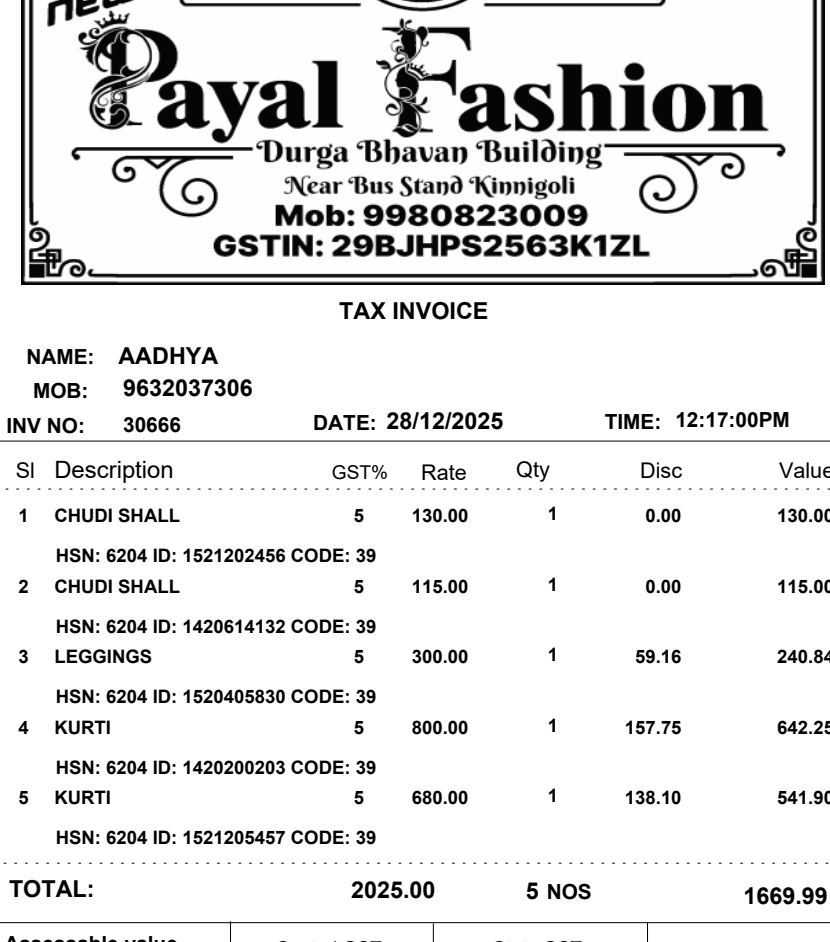 new
Payal Fashion
Durga Bhavan Building
Near Bus Stand Kinnigoli
Mob: 9980823009
GSTIN: 29BJHPS2563K1ZL
TAX INVOICE
NAME: AADHYA
MOB: 9632037306
INV NO: 30666 DATE: 28/12/2025 TIME: 12:17:00PM
Sl Description GST% Rate Qty Disc Value
1 CHUDI SHALL 5 130.00 1 0.00 130.00
HSN: 6204 ID: 1521202456 CODE: 39
2 CHUDI SHALL 5 115.00 1 0.00 115.00
HSN: 6204 ID: 1420614132 CODE: 39
3 LEGGINGS 5 300.00 1 59.16 240.84
HSN: 6204 ID: 1520405830 CODE: 39
4 KURTI 5 800.00 1 157.75 642.25
HSN: 6204 ID: 1420200203 CODE: 39
5 KURTI 5 680.00 1 138.10 541.90
HSN: 6204 ID: 1521205457 CODE: 39
TOTAL: 2025.00 5 NOS 1669.99